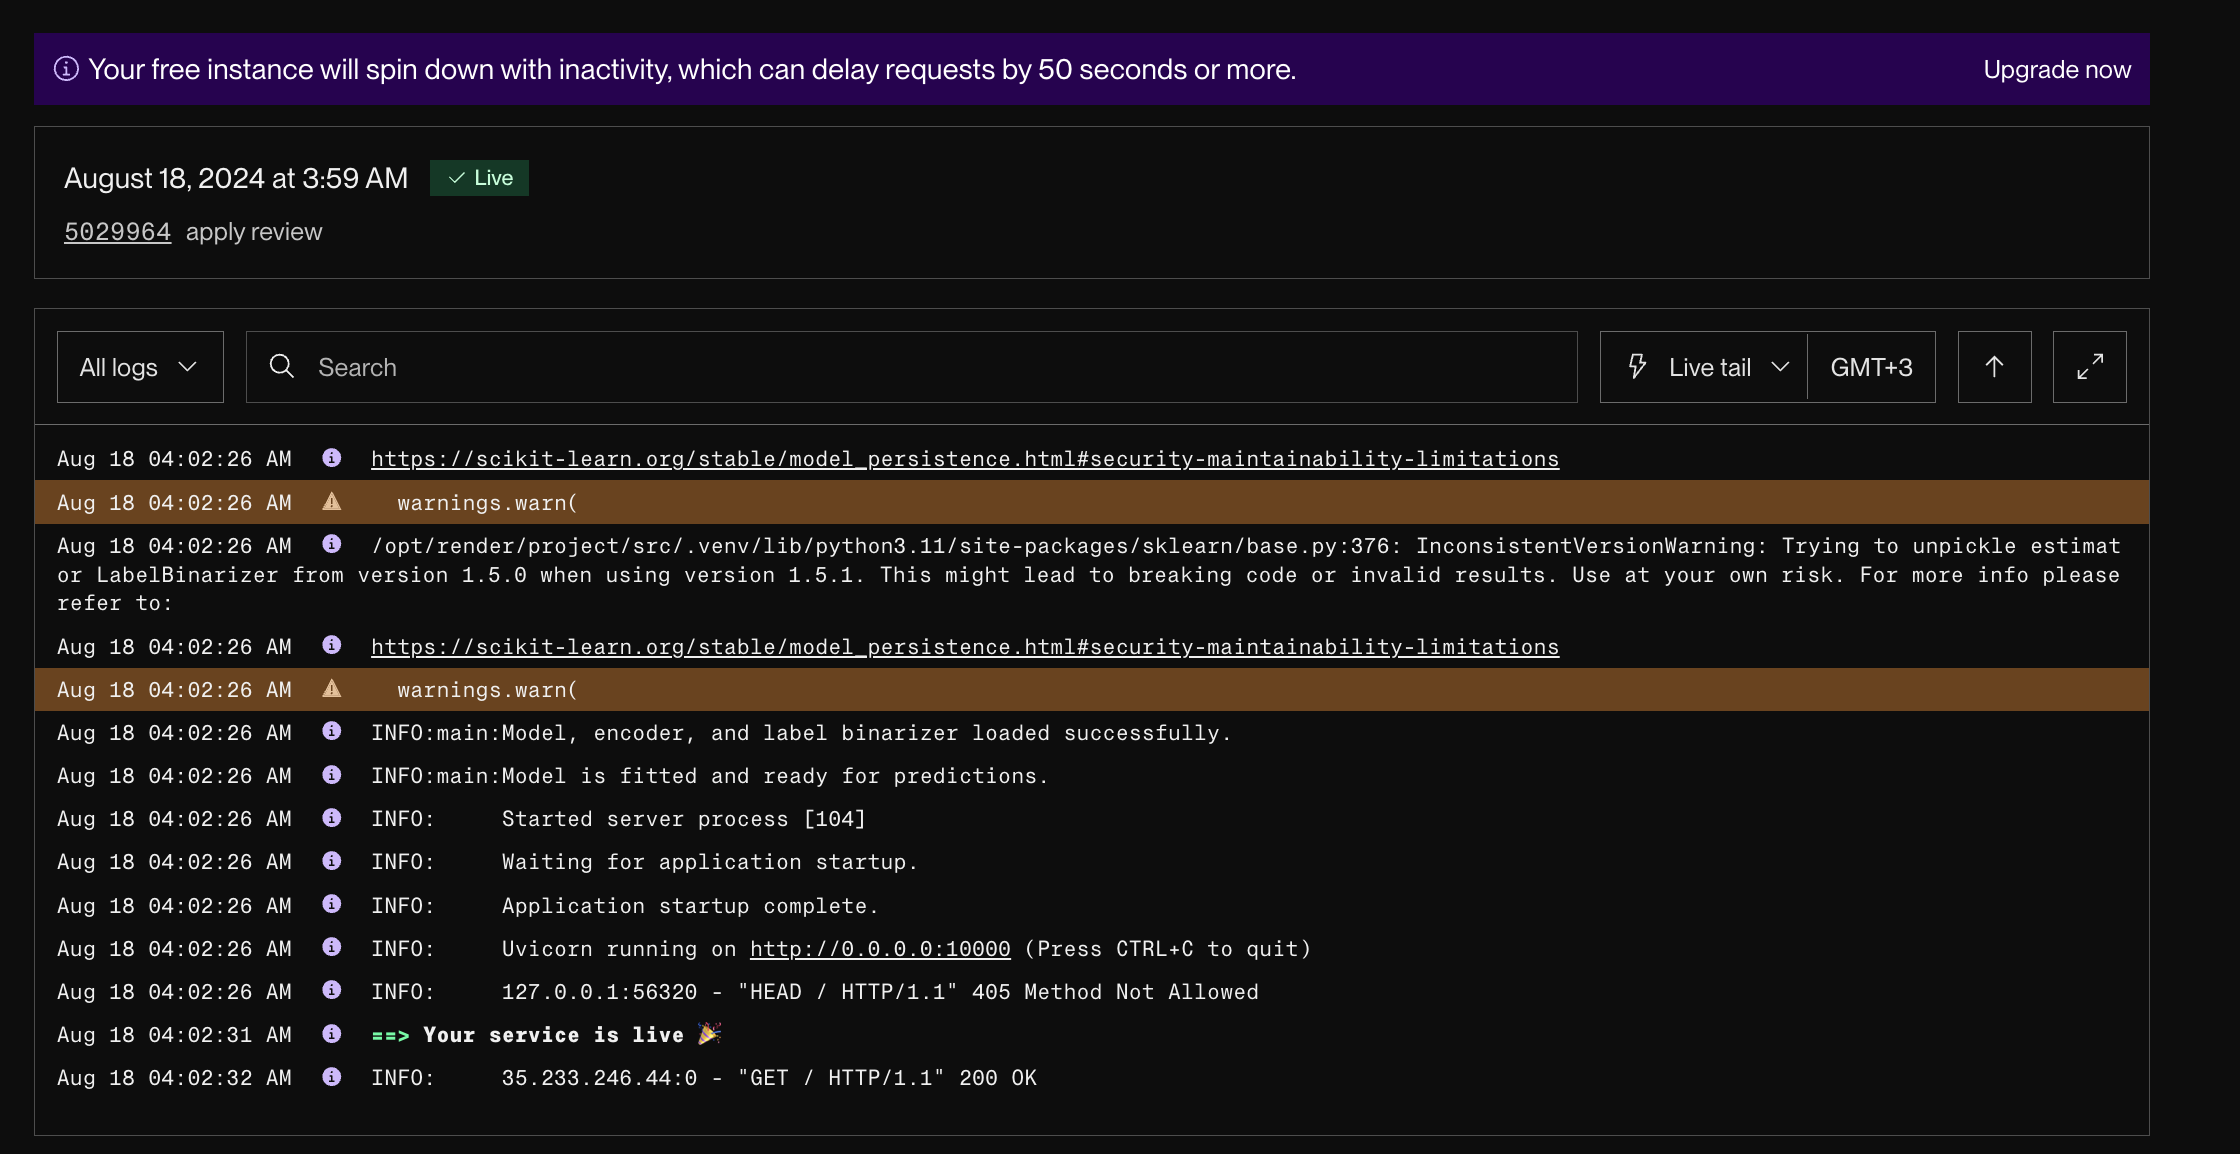 Your free instance will spin down with inactivity, which can delay requests by 50 seconds or more. Upgrade now
August 18, 2024 at 3:59 AM Live
5029964 apply review
All logs Search Live tail GMT+3
Aug 18 04:02:26 AM https://scikit-learn.org/stable/model_persistence.html#security-maintainability-limitations
Aug 18 04:02:26 AM warnings.warn(
Aug 18 04:02:26 AM /opt/render/project/src/.venv/lib/python3.11/site-packages/sklearn/base.py:376: InconsistentVersionWarning: Trying to unpickle estimat
or LabelBinarizer from version 1.5.0 when using version 1.5.1. This might lead to breaking code or invalid results. Use at your own risk. For more info please
refer to:
Aug 18 04:02:26 AM https://scikit-learn.org/stable/model_persistence.html#security-maintainability-limitations
Aug 18 04:02:26 AM warnings.warn(
Aug 18 04:02:26 AM INFO:main:Model, encoder, and label binarizer loaded successfully.
Aug 18 04:02:26 AM INFO:main:Model is fitted and ready for predictions.
Aug 18 04:02:26 AM INFO: Started server process [104]
Aug 18 04:02:26 AM INFO: Waiting for application startup.
Aug 18 04:02:26 AM INFO: Application startup complete.
Aug 18 04:02:26 AM INFO: Uvicorn running on http://0.0.0.0:10000 (Press CTRL+C to quit)
Aug 18 04:02:26 AM INFO: 127.0.0.1:56320 - "HEAD / HTTP/1.1" 405 Method Not Allowed
Aug 18 04:02:31 AM ==> Your service is live 🎉
Aug 18 04:02:32 AM INFO: 35.233.246.44:0 - "GET / HTTP/1.1" 200 OK